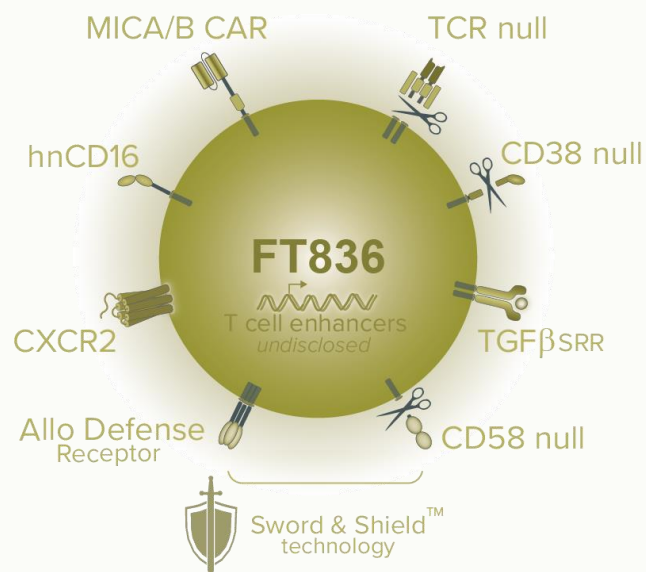 MICA/B CAR
TCR null
hnCD16
CD38 null
FT836
T cell enhancers
undisclosed
CXCR2
TGFβ SRR
Allo Defense
Receptor
CD58 null
Sword & Shield™
technology